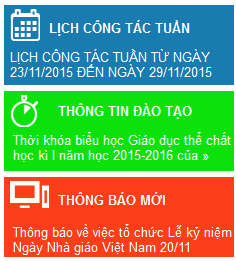 LỊCH CÔNG TÁC TUẦN
LỊCH CÔNG TÁC TUẦN TỪ NGÀY
23/11/2015 ĐẾN NGÀY 29/11/2015
THÔNG TIN ĐÀO TẠO
Thời khóa biểu học Giáo dục thể chất
học kì I năm học 2015-2016 của »
THÔNG BÁO MỚI
Thông báo về việc tổ chức Lễ kỷ niệm
Ngày Nhà giáo Việt Nam 20/11